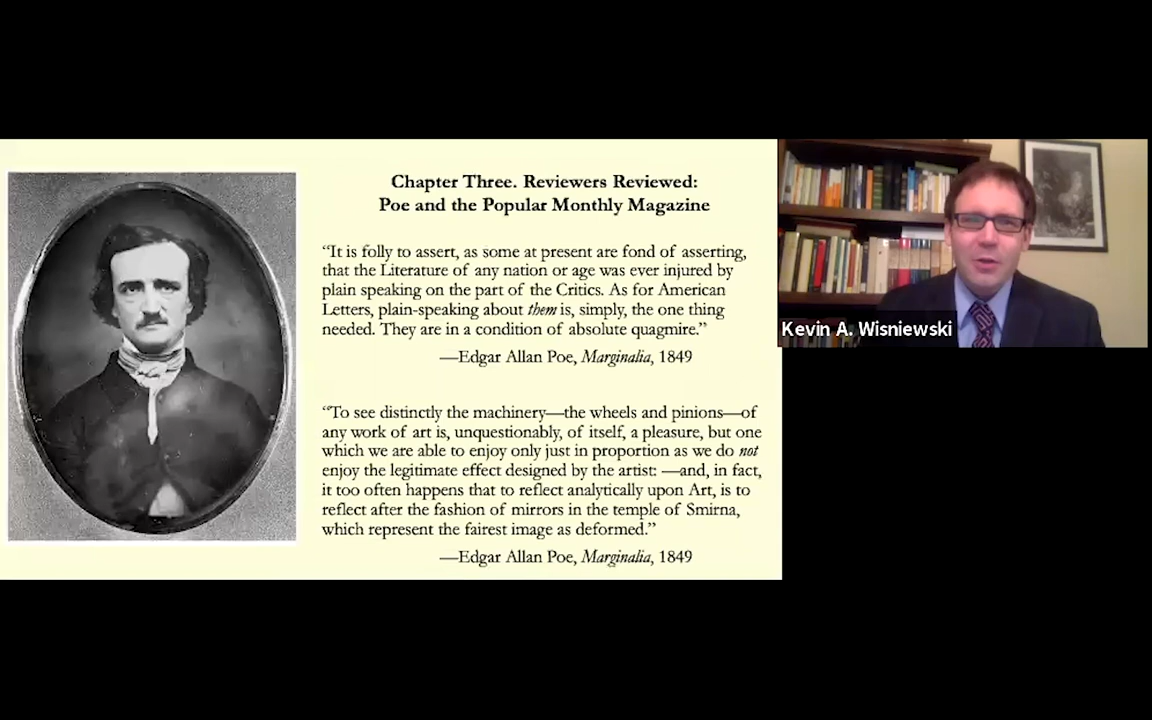 Chapter Three. Reviewers Reviewed:
Poe and the Popular Monthly Magazine
“It is folly to assert, as some at present are fond of asserting,
that the Literature of any nation or age was ever injured by
plain speaking on the part of the Critics. As for American
Letters, plain-speaking about them is, simply, the one thing
needed. They are in a condition of absolute quagmire.”
—Edgar Allan Poe, Marginalia, 1849
“To see distinctly the machinery—the wheels and pinions—of
any work of art is, unquestionably, of itself, a pleasure, but one
which we are able to enjoy only just in proportion as we do not
enjoy the legitimate effect designed by the artist: —and, in fact,
it too often happens that to reflect analytically upon Art, is to
reflect after the fashion of mirrors in the temple of Smirna,
which represent the fairest image as deformed.”
—Edgar Allan Poe, Marginalia, 1849
Kevin A. Wisniewski